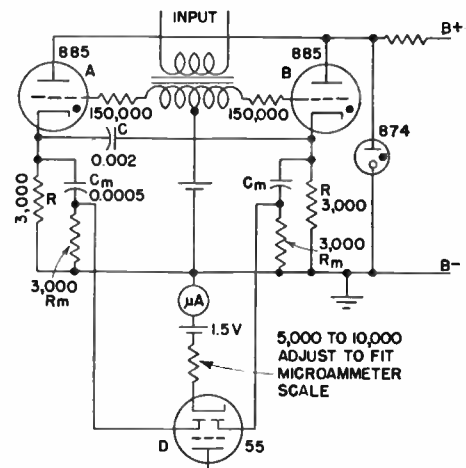 INPUT
885
A
B
885
B+
150,000
150,000
C
0.002
874
3,000
R
Cm
0.0005
Cm
R
3,000
3,000
Rm
3,000
Rm
B-
μA
1.5V
5,000 TO 10,000
ADJUST TO FIT
MICROAMMETER
SCALE
D
55